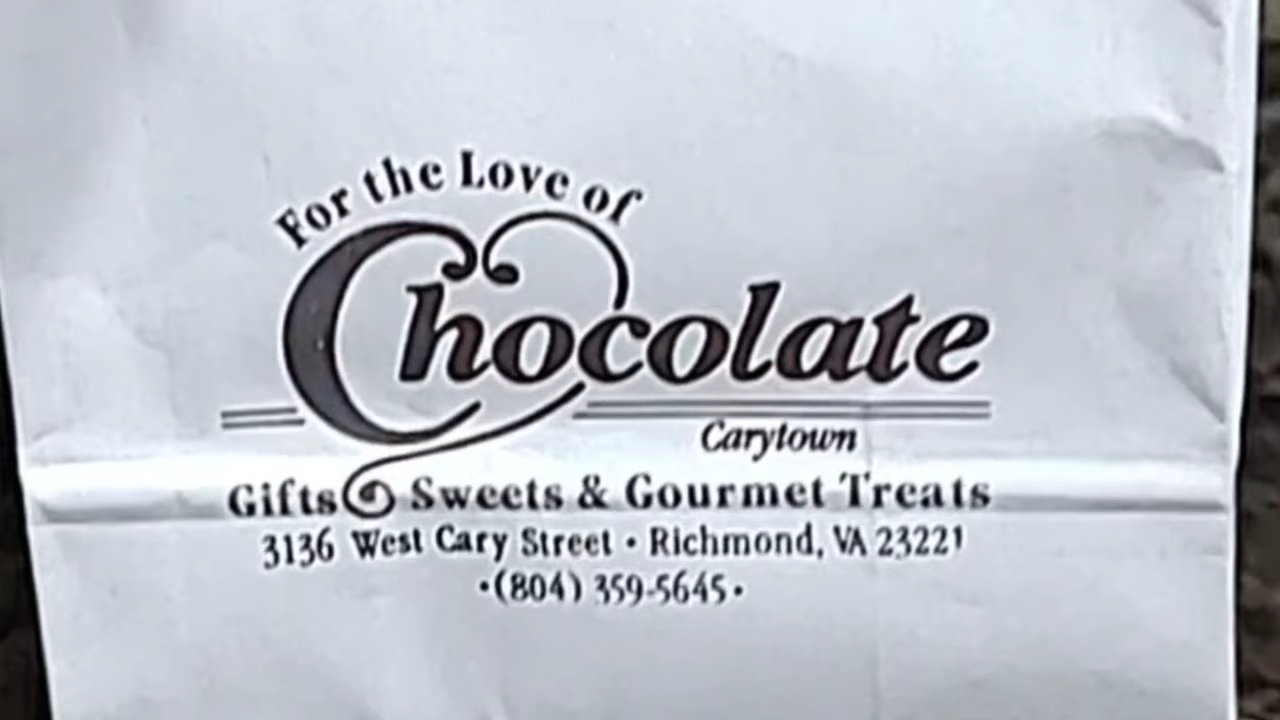 For the Love of
Chocolate
Carytown
Gifts Sweets & Gourmet Treats
3136 West Cary Street • Richmond, VA 23221
•(804) 359-5645•